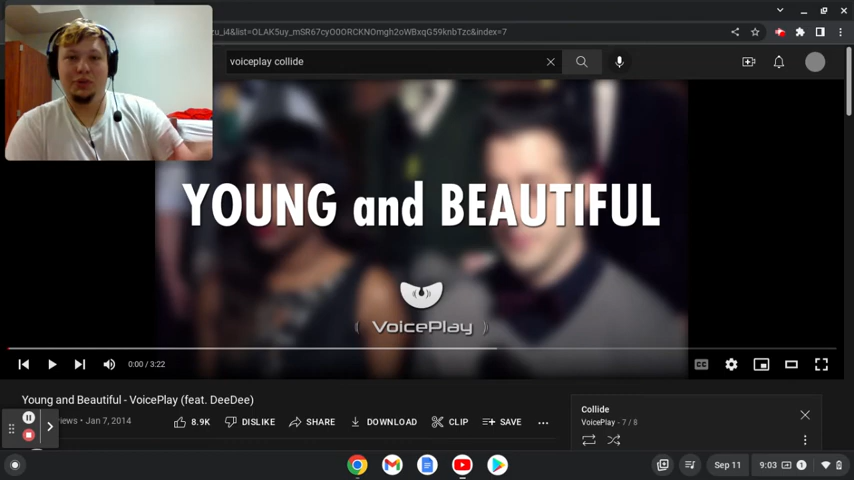 zu_i4&list=OLAK5uy_mSR67cyO0ORCKNOmgh2oWBxqG59knbTzc&index=7
voiceplay collide
YOUNG and BEAUTIFUL
VoicePlay
0:00 / 3:22
Young and Beautiful - VoicePlay (feat. DeeDee)
views • Jan 7, 2014
8.9K
DISLIKE
SHARE
DOWNLOAD
CLIP
SAVE
Collide
VoicePlay - 7 / 8
Sep 11
9:03
1